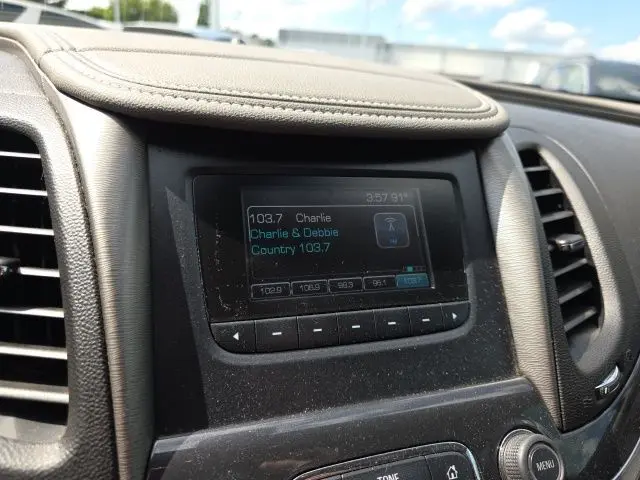 3:57 91°
103.7 Charlie
Charlie & Debbie
Country 103.7
102.9 106.9 98.3 95.1 103.7
TONE
MENU